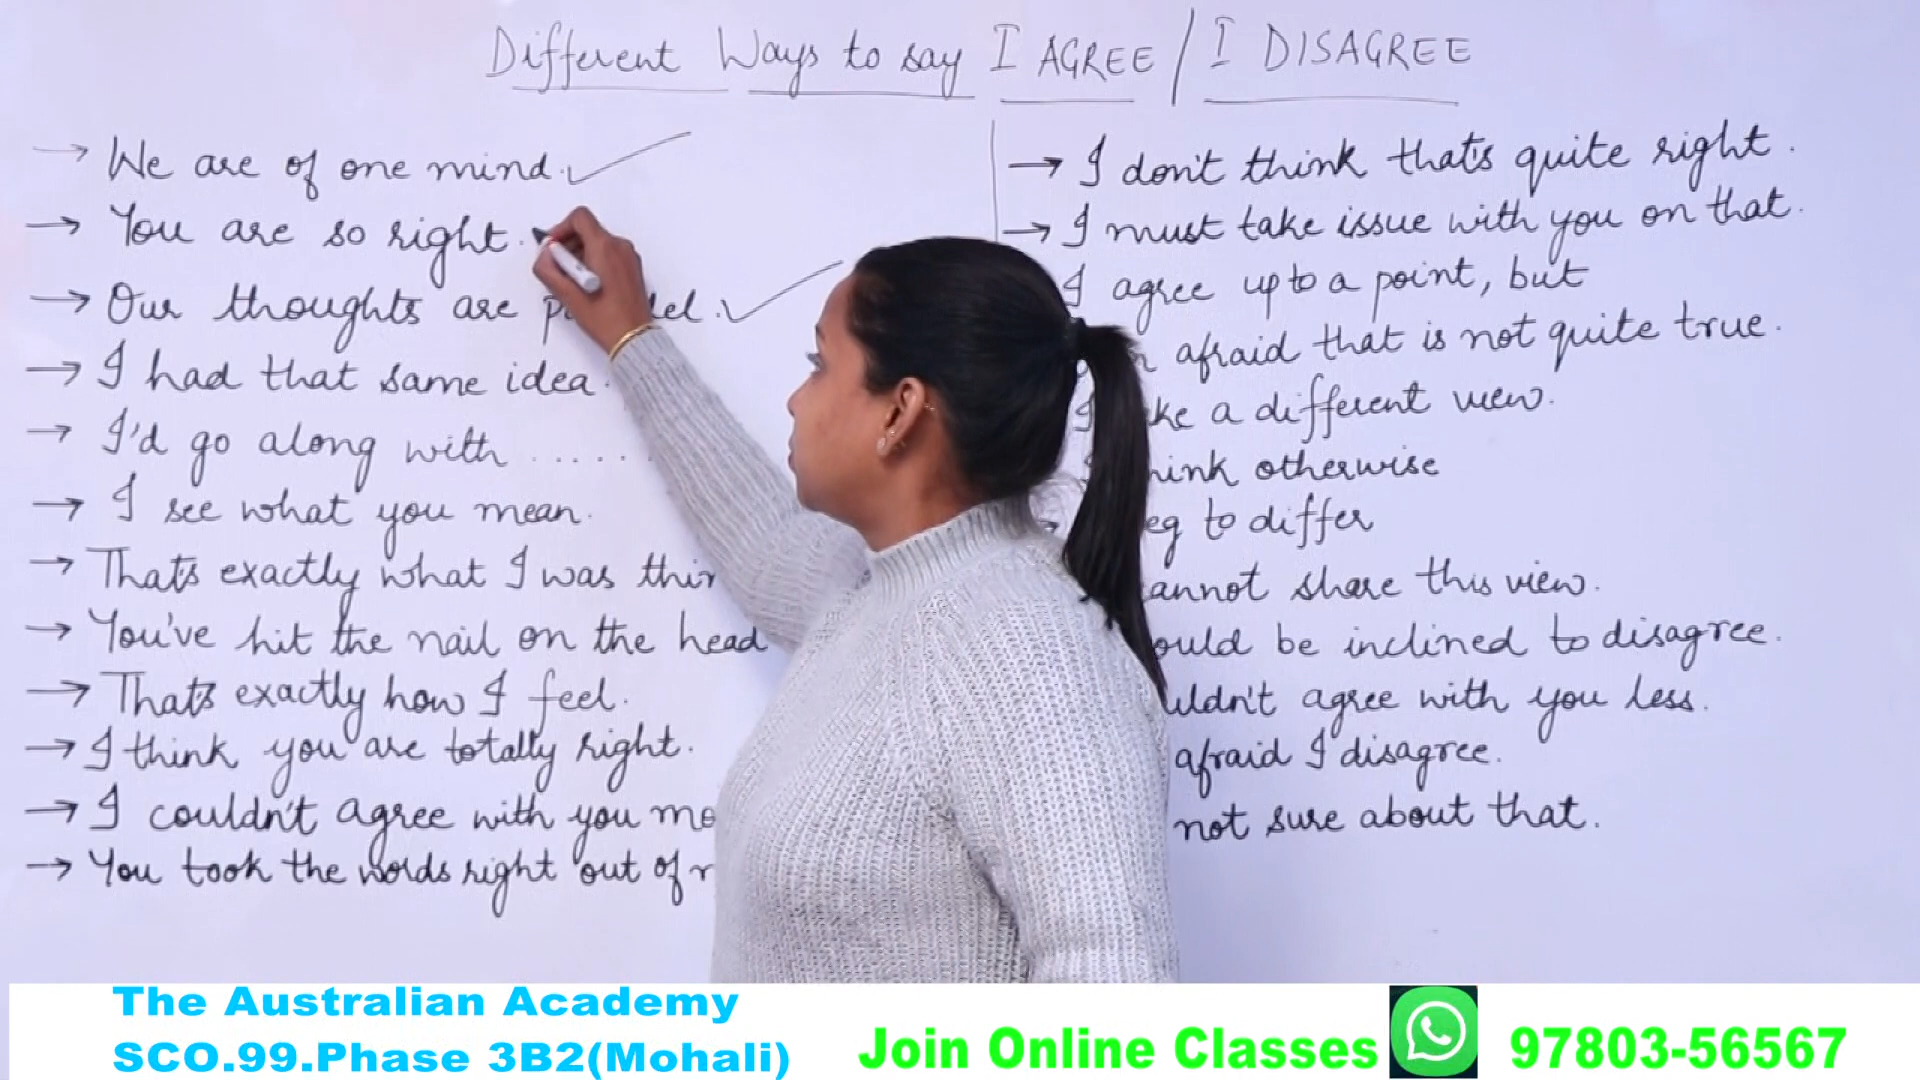 Different Ways to say I AGREE / I DISAGREE
→ We are of one mind. ✓
→ You are so right.
→ Our thoughts are
→ I had that same idea.
→ I'd go along with .....
→ I see what you mean.
→ That's exactly what I was
→ You've hit the nail on the head
→ That's exactly how I feel.
→ I think you are totally right.
→ I couldn't agree with you
→ You took the words right out of
→ I don't think that's quite right.
→ I must take issue with you on that.
I agree up to a point, but
afraid that is not quite true.
a different view.
otherwise
to differ
share this view.
be inclined to disagree.
agree with you less.
afraid I disagree.
not sure about that.
The Australian Academy
SCO.99.Phase 3B2(Mohali)
Join Online Classes 97803-56567